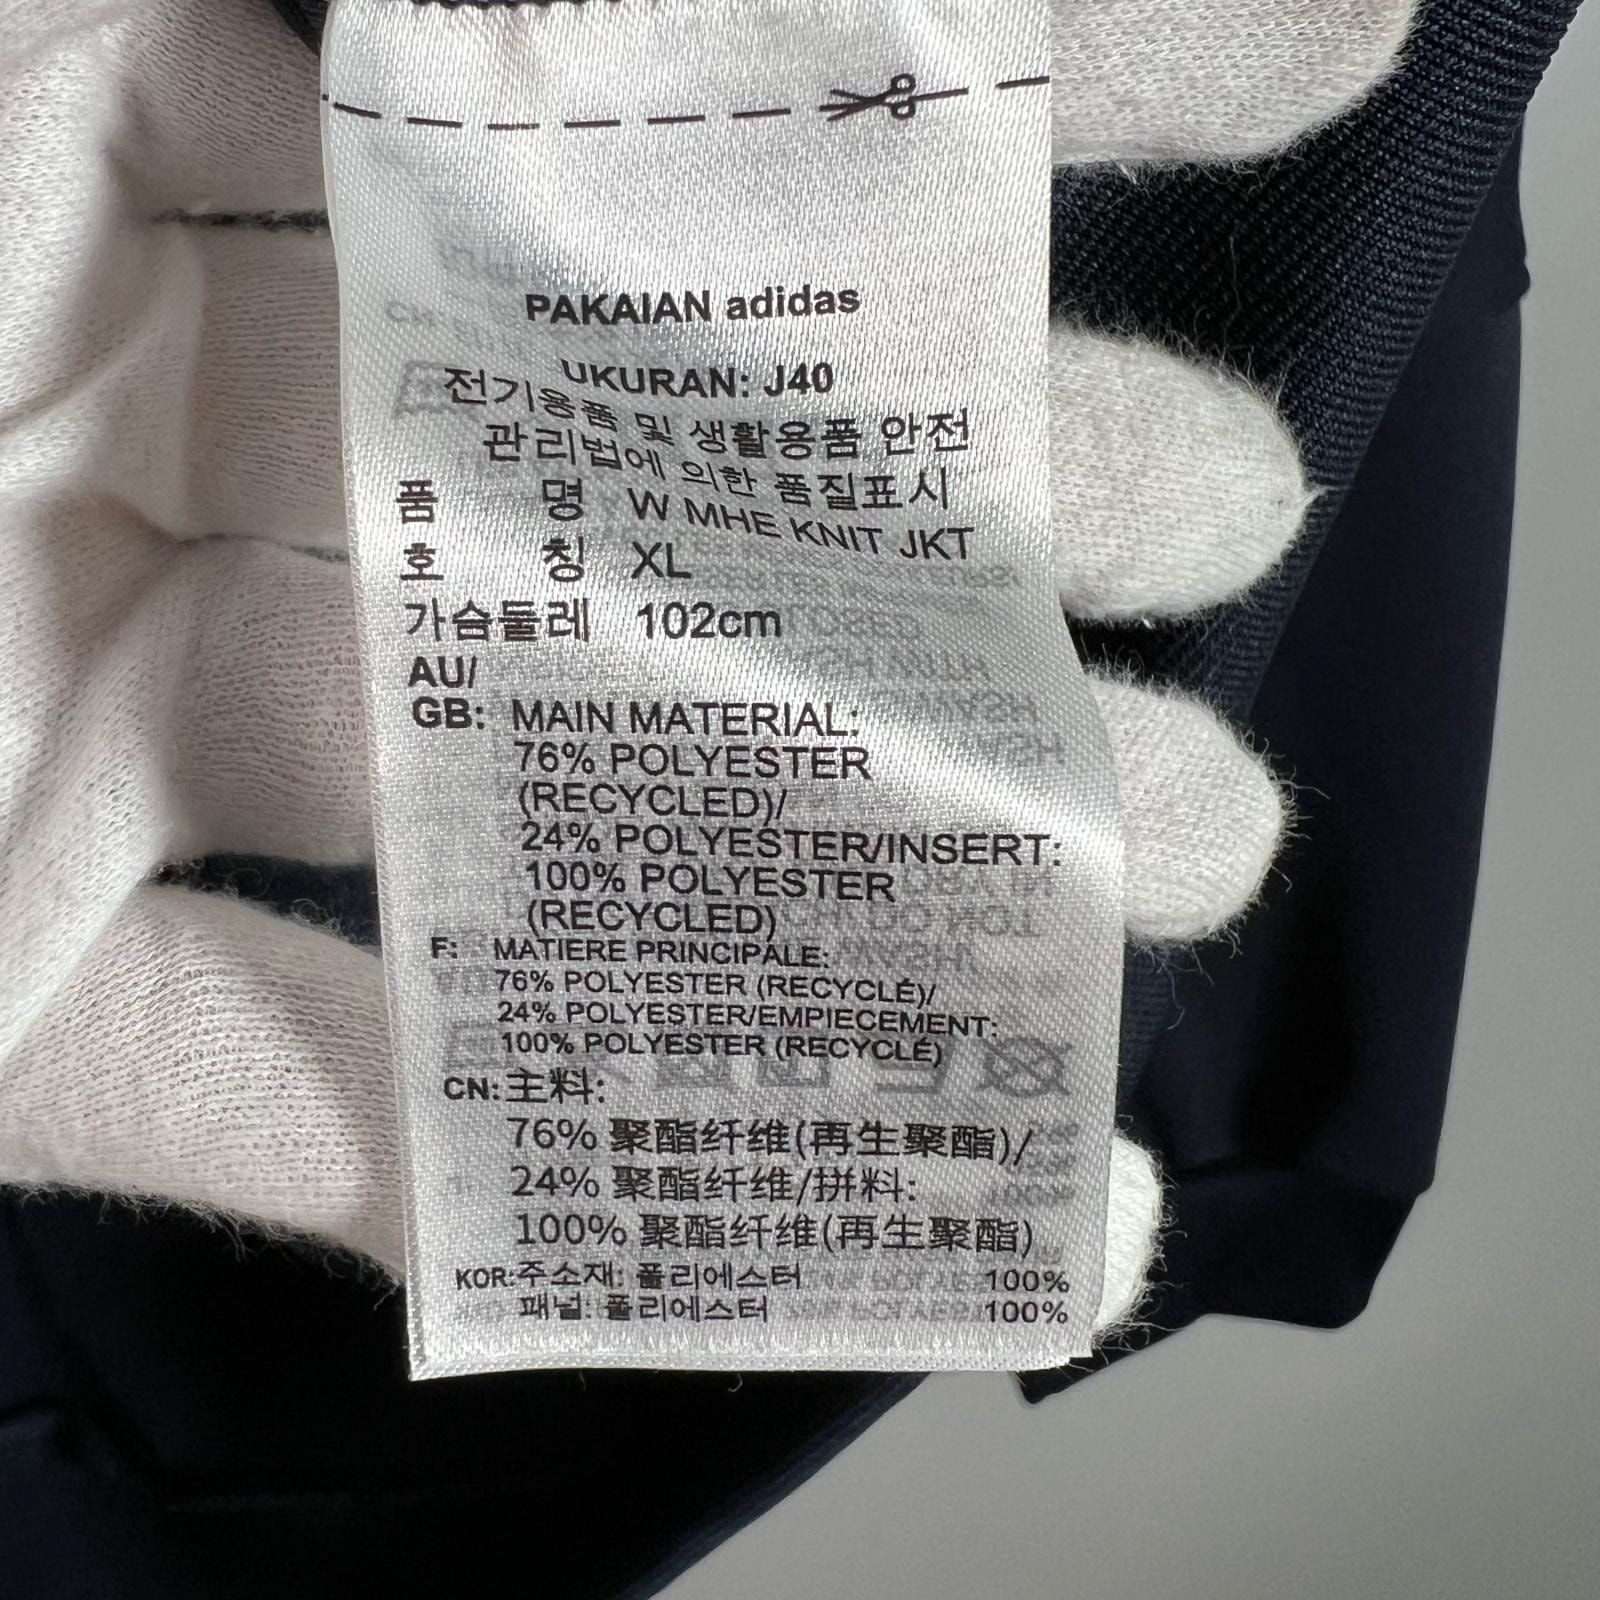 PAKAIAN adidas
UKURAN: J40
전기용품 및 생활용품 안전
관리법에 의한 품질표시
품 명 W MHE KNIT JKT
호 칭 XL
가슴둘레 102cm
AU/
GB: MAIN MATERIAL:
76% POLYESTER
(RECYCLED)/
24% POLYESTER/INSERT:
100% POLYESTER
(RECYCLED)
F: MATIERE PRINCIPALE:
76% POLYESTER (RECYCLÉ)/
24% POLYESTER/EMPIECEMENT:
100% POLYESTER (RECYCLÉ)
CN: 主料:
76% 聚酯纤维(再生聚酯)/
24% 聚酯纤维/拼料:
100% 聚酯纤维(再生聚酯)
KOR: 주소재: 폴리에스터 100%
패널: 폴리에스터 100%